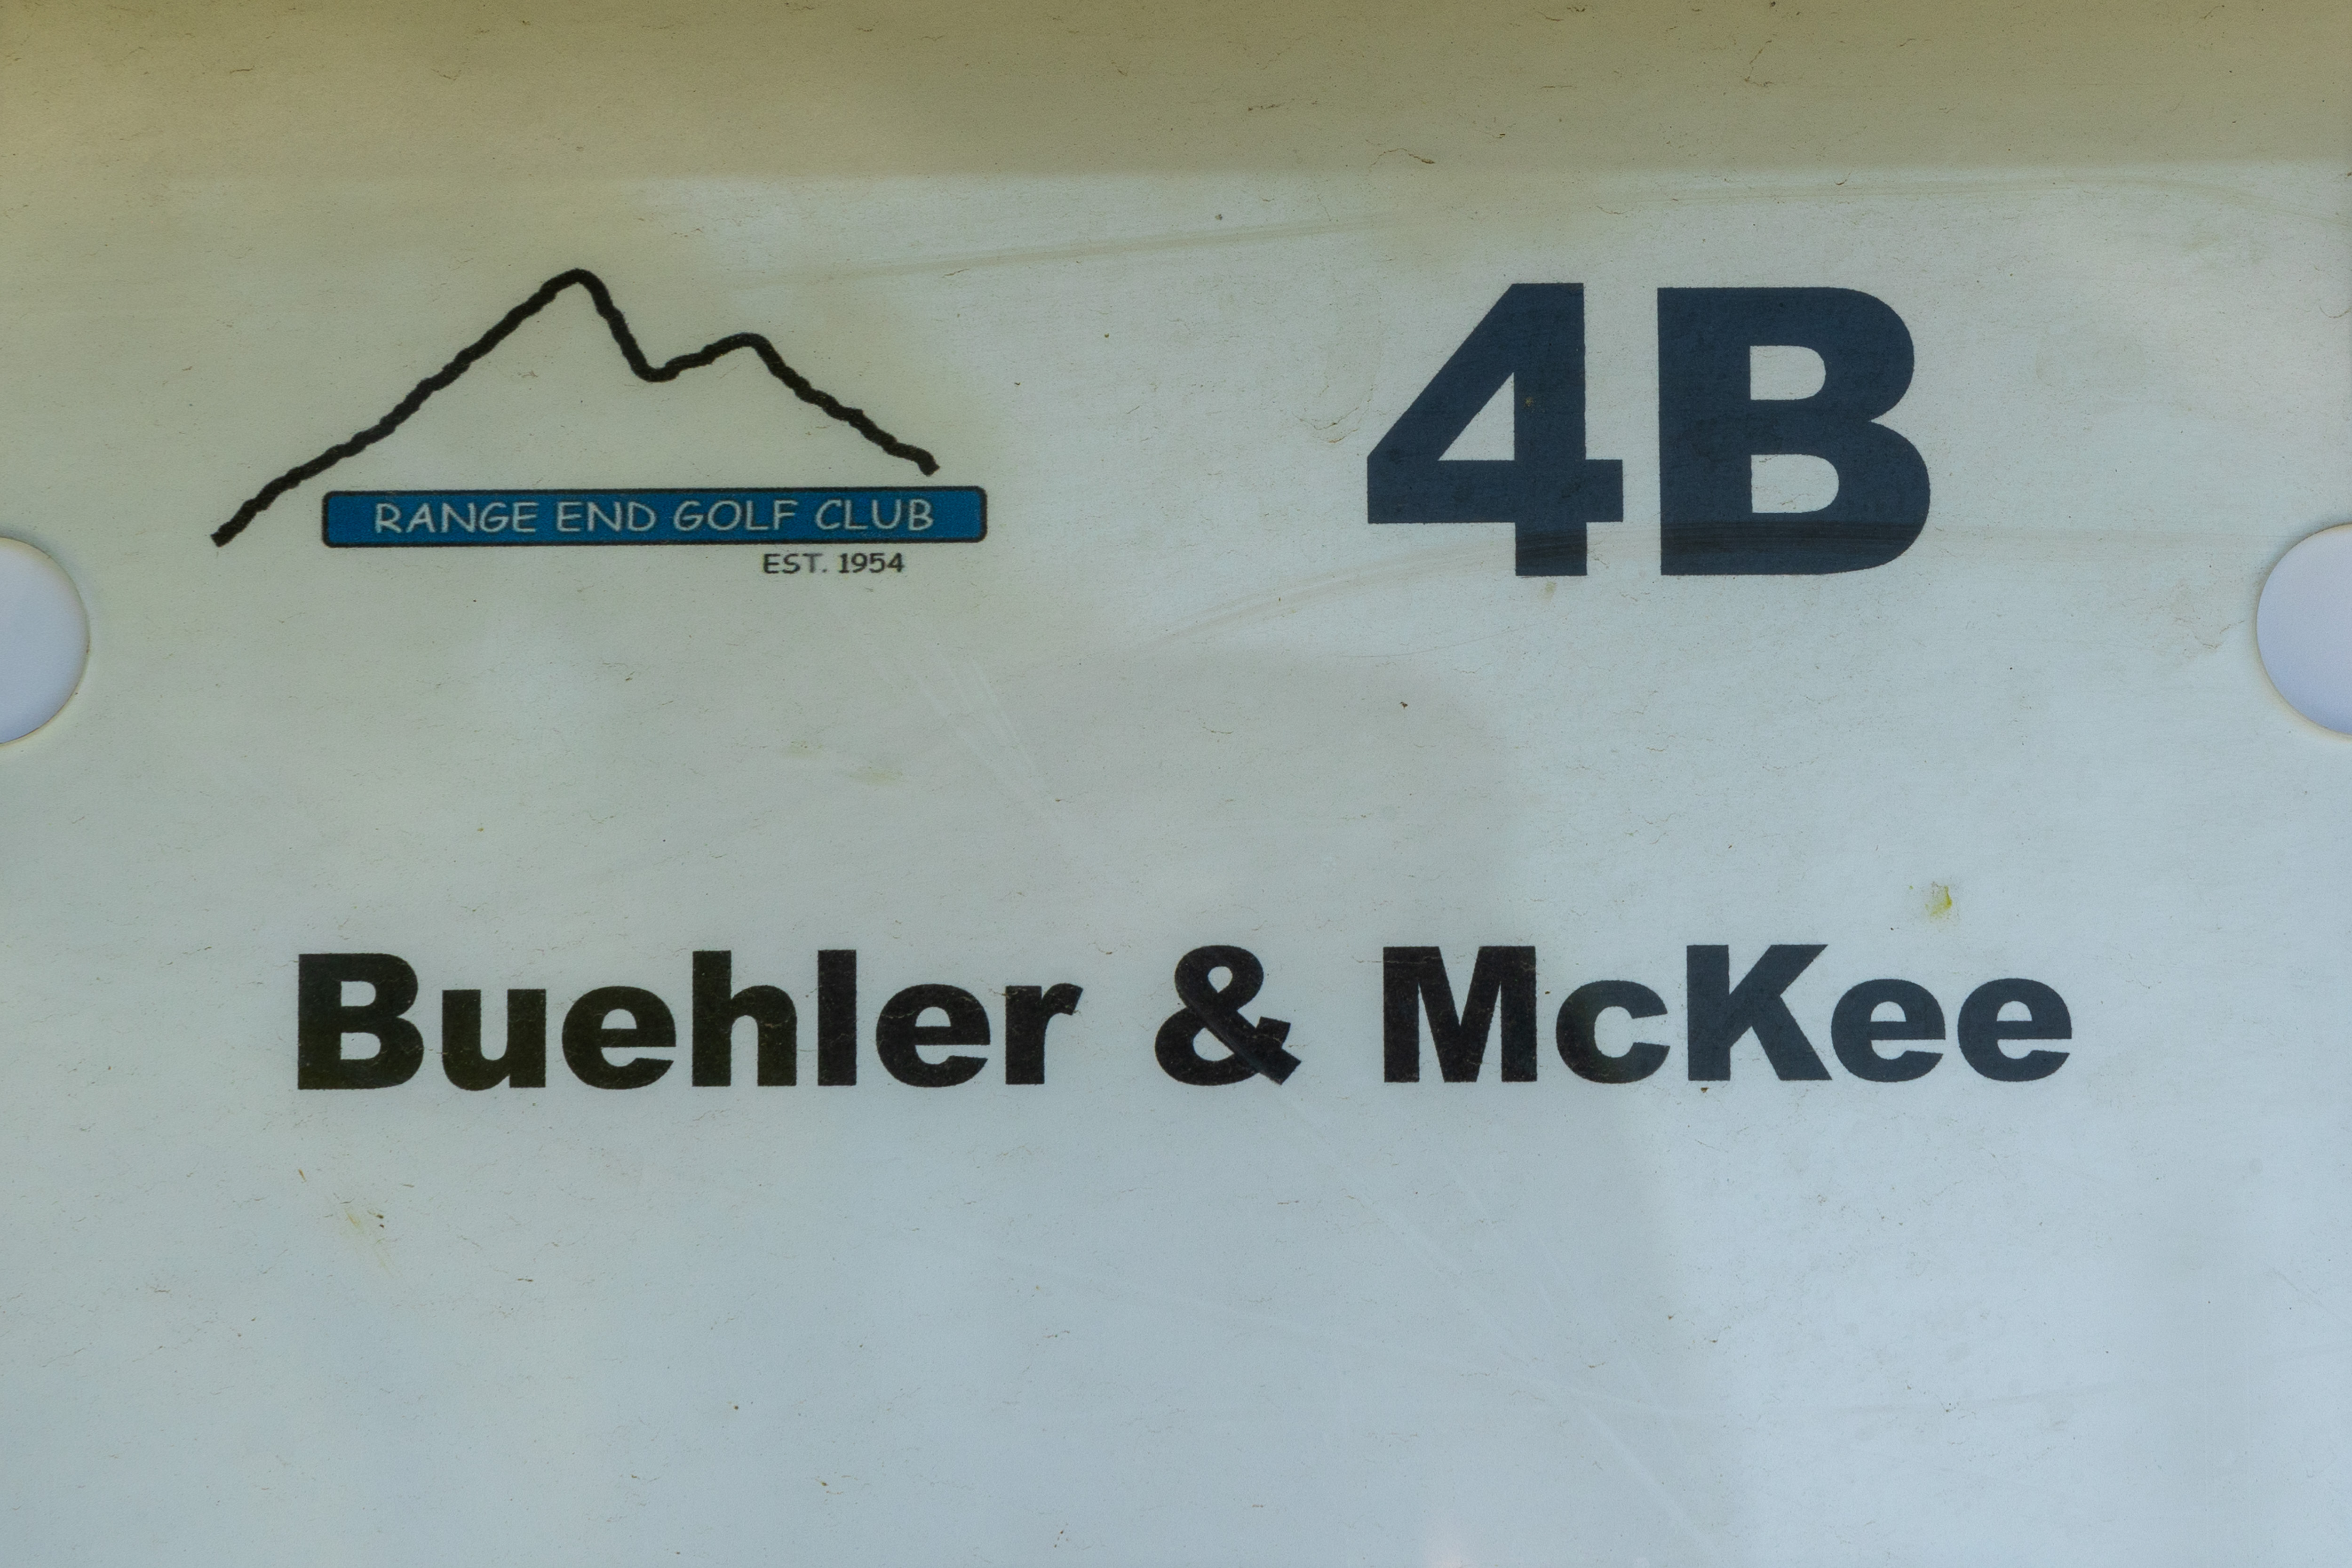 RANGE END GOLF CLUB
EST. 1954
4B
Buehler & McKee